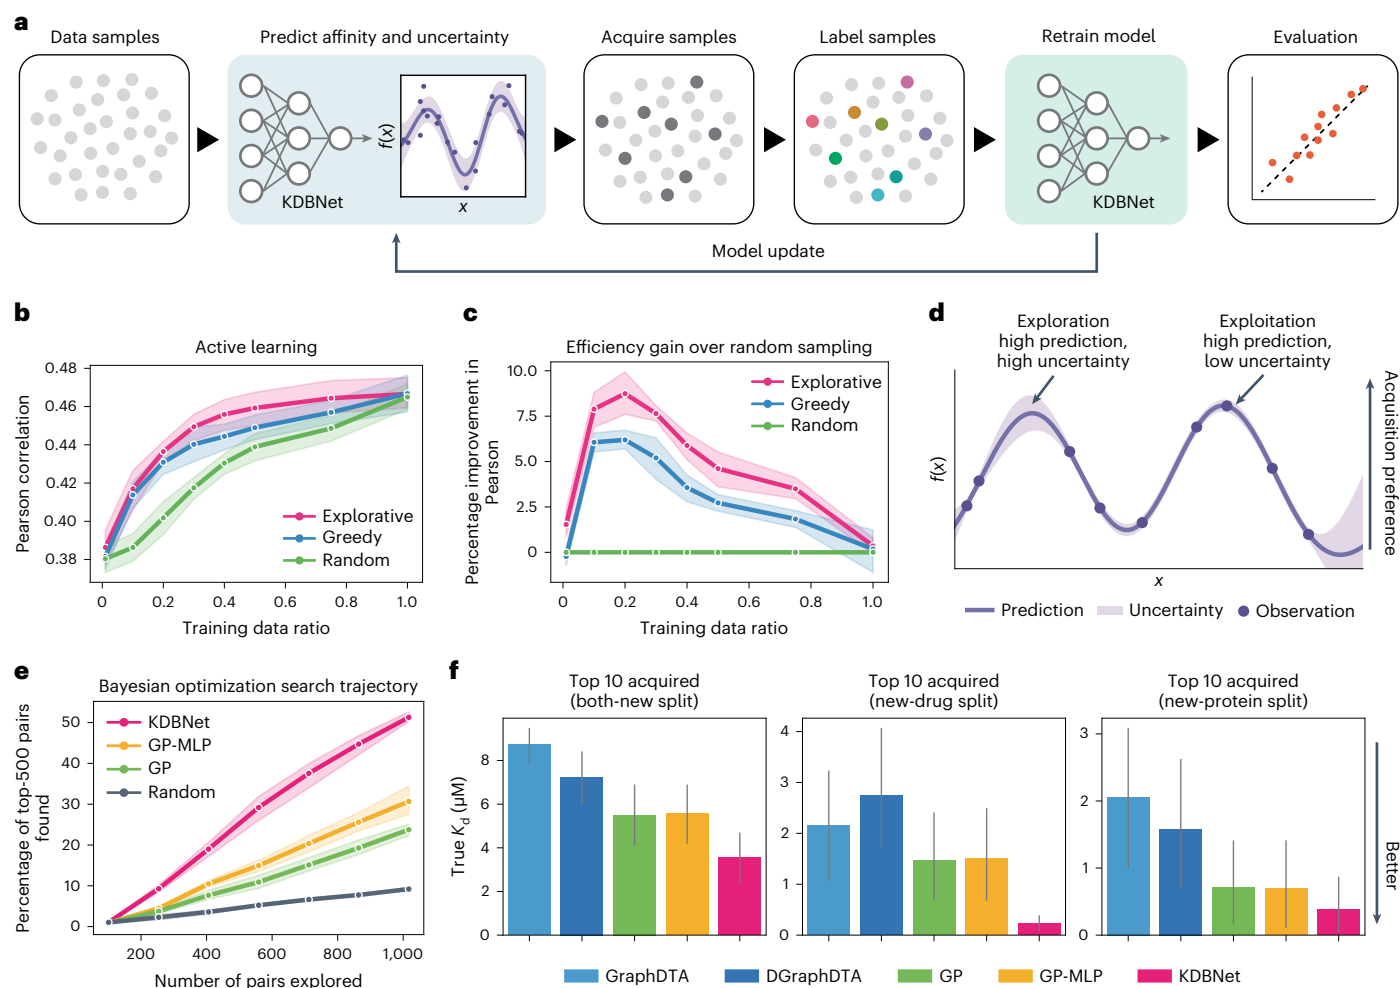 a
Data samples
Predict affinity and uncertainty
Acquire samples
Label samples
Retrain model
Evaluation
f(x)
x
KDBNet
KDBNet
Model update
b
Active learning
Pearson correlation
0.48
0.46
0.44
0.42
0.40
0.38
Explorative
Greedy
Random
0
0.2
0.4
0.6
0.8
1.0
Training data ratio
c
Efficiency gain over random sampling
Percentage improvement in
Pearson
10.0
7.5
5.0
2.5
0
Explorative
Greedy
Random
0
0.2
0.4
0.6
0.8
1.0
Training data ratio
d
Exploration
high prediction,
high uncertainty
Exploitation
high prediction,
low uncertainty
f(x)
x
Acquisition preference
Prediction
Uncertainty
Observation
e
Bayesian optimization search trajectory
Percentage of top-500 pairs
found
50
40
30
20
10
0
KDBNet
GP-MLP
GP
Random
200
400
600
800
1,000
Number of pairs explored
f
Top 10 acquired
(both-new split)
True Kd (μM)
8
6
4
2
0
Top 10 acquired
(new-drug split)
4
3
2
1
0
Top 10 acquired
(new-protein split)
3
2
1
0
Better
GraphDTA
DGraphDTA
GP
GP-MLP
KDBNet